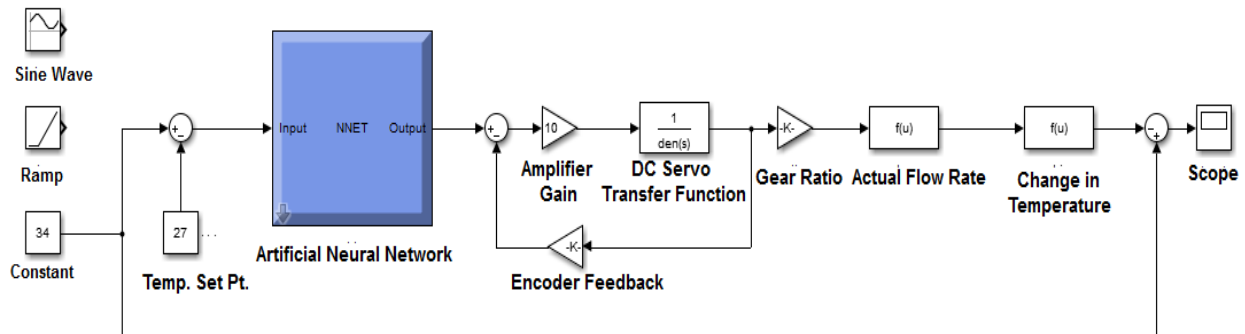 Sine Wave
Ramp
34
Constant
+
-
27
...
Temp. Set Pt.
Input NNET Output
Artificial Neural Network
+
-
10
Amplifier
Gain
1
den(s)
DC Servo
Transfer Function
-K-
Encoder Feedback
-K-
Gear Ratio
f(u)
Actual Flow Rate
f(u)
Change in
Temperature
-
+
Scope